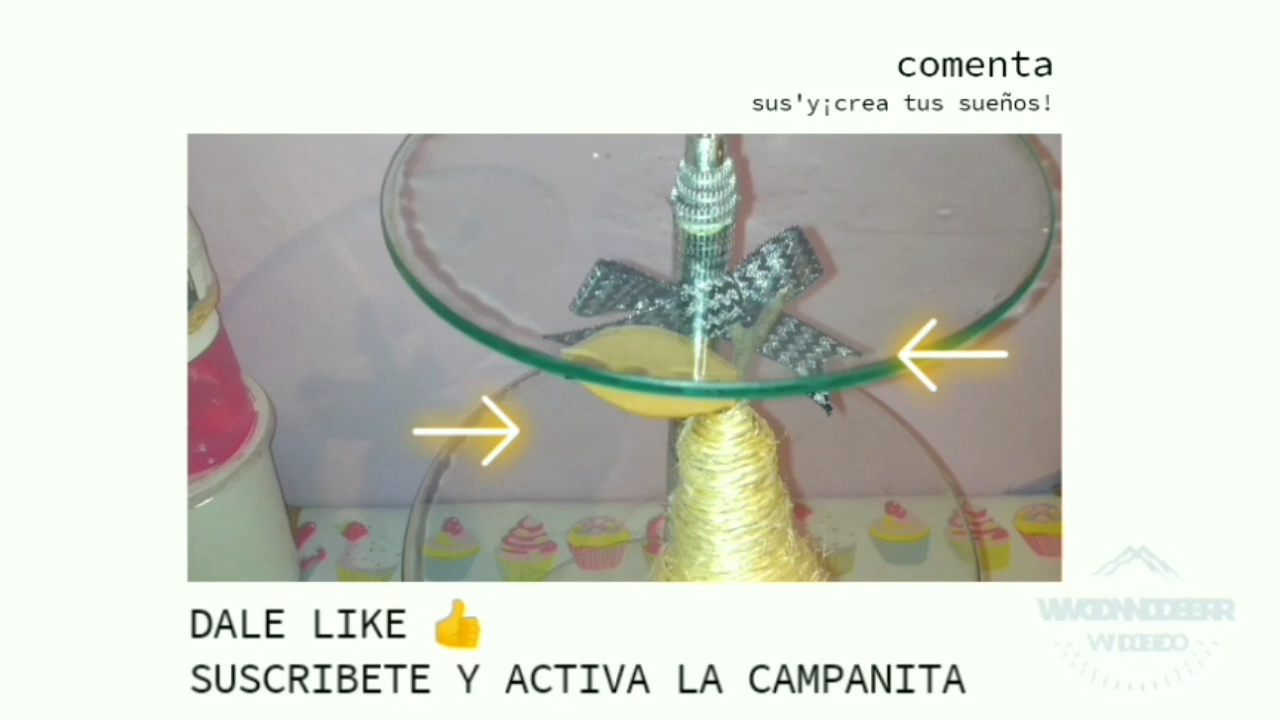 comenta
sus'y¡crea tus sueños!
DALE LIKE 👍
SUSCRIBETE Y ACTIVA LA CAMPANITA